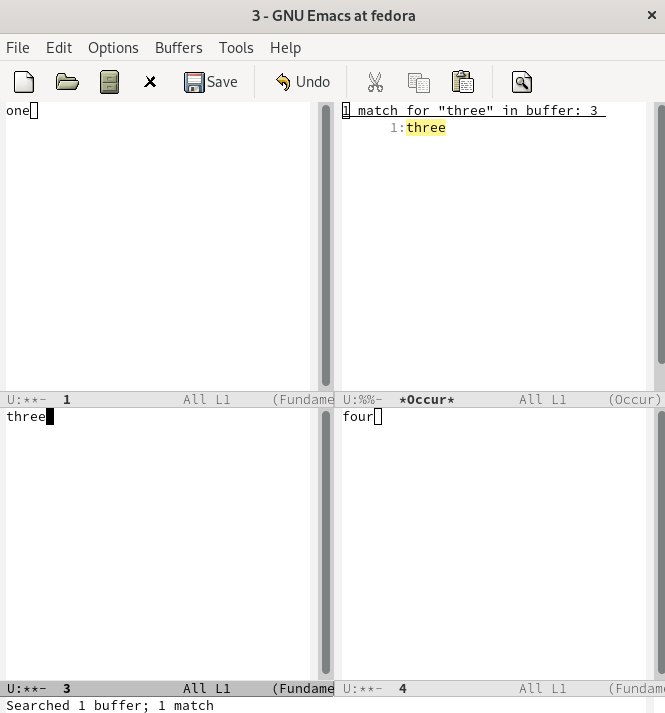 3 - GNU Emacs at fedora ×
File Edit Options Buffers Tools Help
Save Undo
one
1 match for "three" in buffer: 3
1:three
U:**- 1 All L1 (Fundame
U:%%- *Occur* All L1 (Occur)
three
four
U:**- 3 All L1 (Fundame
U:**- 4 All L1 (Fundame
Searched 1 buffer; 1 match